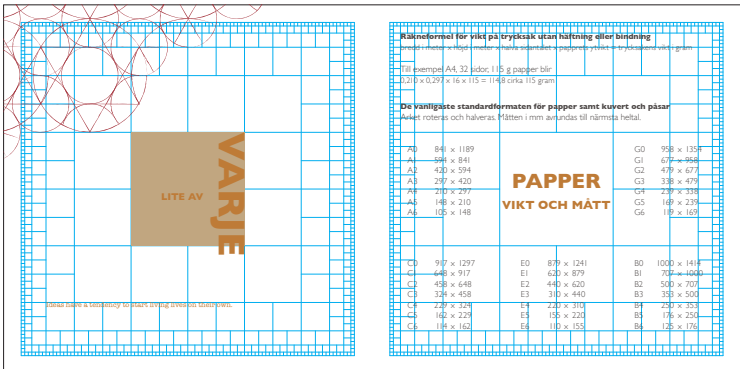 LITE AV
VARJE
Ideas have a tendency to start living lives on their own.
Räkneformel för vikt på trycksak utan häftning eller bindning
bredd i meter x höjd i meter x halva sidantalet x papprets ytvikt = trycksakens vikt i gram
Till exempel A4, 32 sidor, 115 g papper blir
0,210 x 0,297 x 16 x 115 = 114,8 cirka 115 gram
De vanligaste standardformaten för papper samt kuvert och påsar
Arket roteras och halveras. Måtten i mm avrundas till närmsta heltal.
A0 841 x 1189
A1 594 x 841
A2 420 x 594
A3 297 x 420
A4 210 x 297
A5 148 x 210
A6 105 x 148
PAPPER
VIKT OCH MÅTT
G0 958 x 1354
G1 677 x 958
G2 479 x 677
G3 338 x 479
G4 239 x 338
G5 169 x 239
G6 119 x 169
C0 917 x 1297 E0 879 x 1241 B0 1000 x 1414
C1 648 x 917 E1 620 x 879 B1 707 x 1000
C2 458 x 648 E2 440 x 620 B2 500 x 707
C3 324 x 458 E3 310 x 440 B3 353 x 500
C4 229 x 324 E4 220 x 310 B4 250 x 353
C5 162 x 229 E5 155 x 220 B5 176 x 250
C6 114 x 162 E6 110 x 155 B6 125 x 176